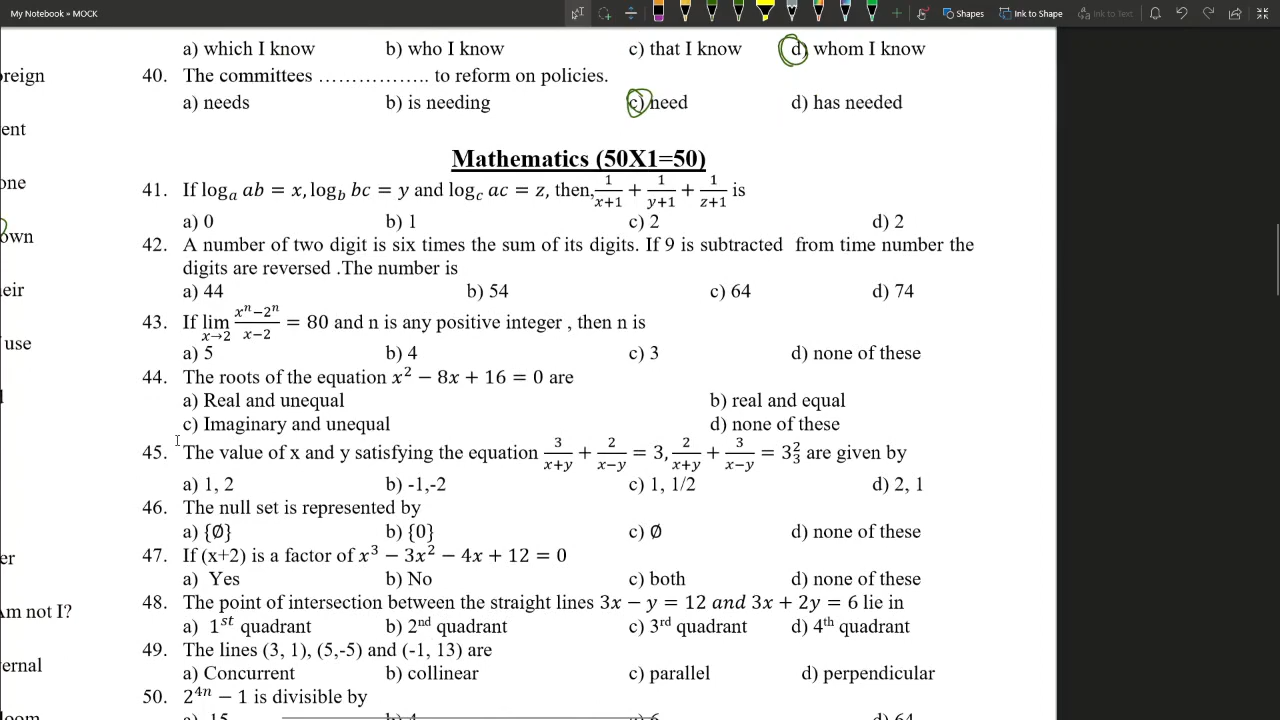 My Notebook » MOCK
Shapes Ink to Shape Ink to Text
a) which I know b) who I know c) that I know d) whom I know
oreign
40. The committees …………….. to reform on policies.
a) needs b) is needing c) need d) has needed
ent
Mathematics (50X1=50)
one
41. If logₐ ab = x, log_b bc = y and log_c ac = z, then, 1/(x+1) + 1/(y+1) + 1/(z+1) is
a) 0 b) 1 c) 2 d) 2
own
42. A number of two digit is six times the sum of its digits. If 9 is subtracted from time number the
digits are reversed .The number is
eir
a) 44 b) 54 c) 64 d) 74
43. If lim x→2 (xⁿ−2ⁿ)/(x−2) = 80 and n is any positive integer , then n is
use
a) 5 b) 4 c) 3 d) none of these
44. The roots of the equation x² − 8x + 16 = 0 are
a) Real and unequal b) real and equal
c) Imaginary and unequal d) none of these
45. The value of x and y satisfying the equation 3/(x+y) + 2/(x−y) = 3, 2/(x+y) + 3/(x−y) = 3 2/3 are given by
a) 1, 2 b) -1,-2 c) 1, 1/2 d) 2, 1
46. The null set is represented by
a) {∅} b) {0} c) ∅ d) none of these
er
47. If (x+2) is a factor of x³ − 3x² − 4x + 12 = 0
a) Yes b) No c) both d) none of these
48. The point of intersection between the straight lines 3x − y = 12 and 3x + 2y = 6 lie in
Am not I?
a) 1ˢᵗ quadrant b) 2ⁿᵈ quadrant c) 3ʳᵈ quadrant d) 4ᵗʰ quadrant
49. The lines (3, 1), (5,-5) and (-1, 13) are
ernal
a) Concurrent b) collinear c) parallel d) perpendicular
50. 2⁴ⁿ − 1 is divisible by
loom
a) 15 b) 4 c) 6 d) 64